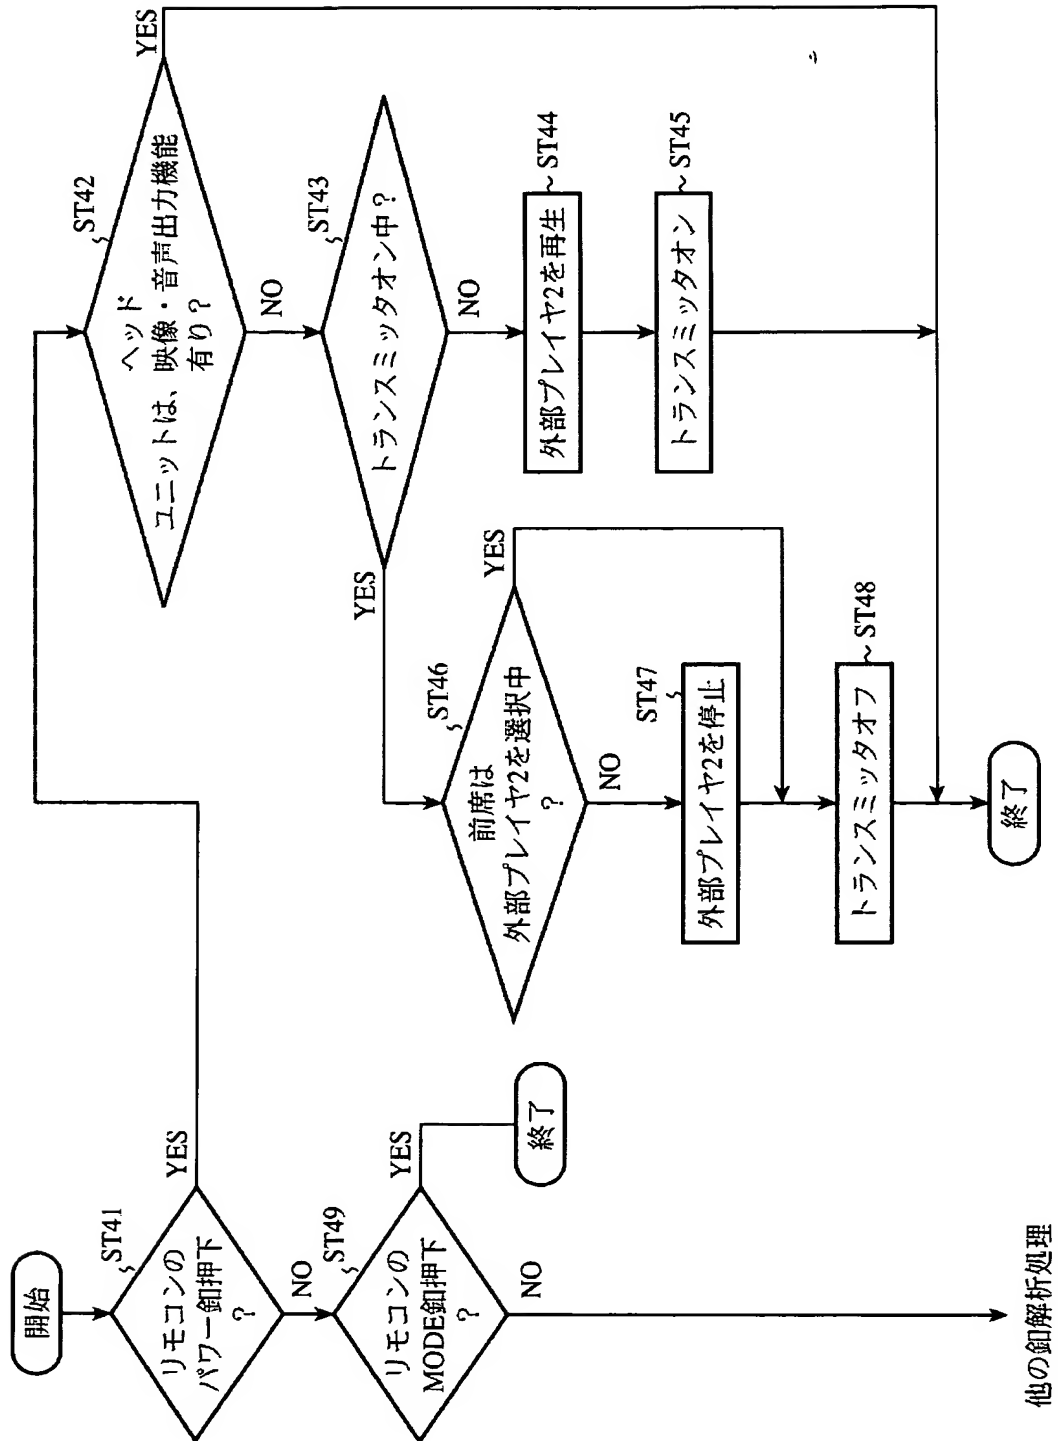 開始
ST41
リモコンの
パワー釦押下
?
YES
NO
ST49
リモコンの
MODE釦押下
?
YES
終了
NO
他の釦解析処理
ST42
ヘッド
ユニットは、映像・音声出力機能
有り?
YES
NO
ST43
トランスミッタオン中?
YES
NO
ST44
外部プレイヤ2を再生
ST45
トランスミッタオン
ST46
前席は
外部プレイヤ2を選択中
?
YES
NO
ST47
外部プレイヤ2を停止
ST48
トランスミッタオフ
終了